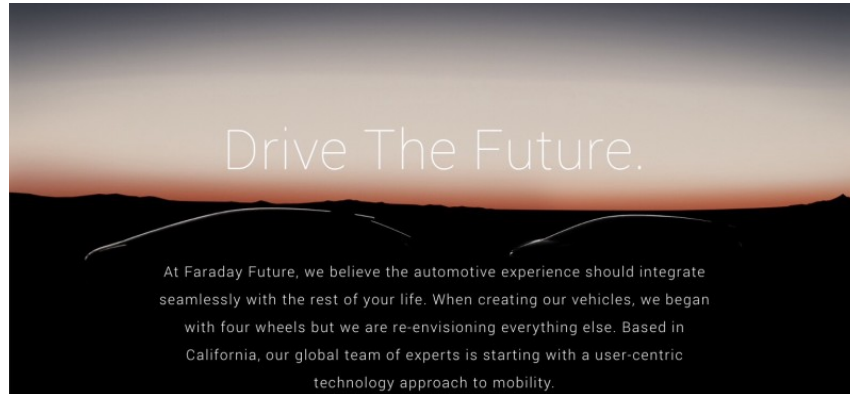 Drive The Future.
At Faraday Future, we believe the automotive experience should integrate
seamlessly with the rest of your life. When creating our vehicles, we began
with four wheels but we are re-envisioning everything else. Based in
California, our global team of experts is starting with a user-centric
technology approach to mobility.